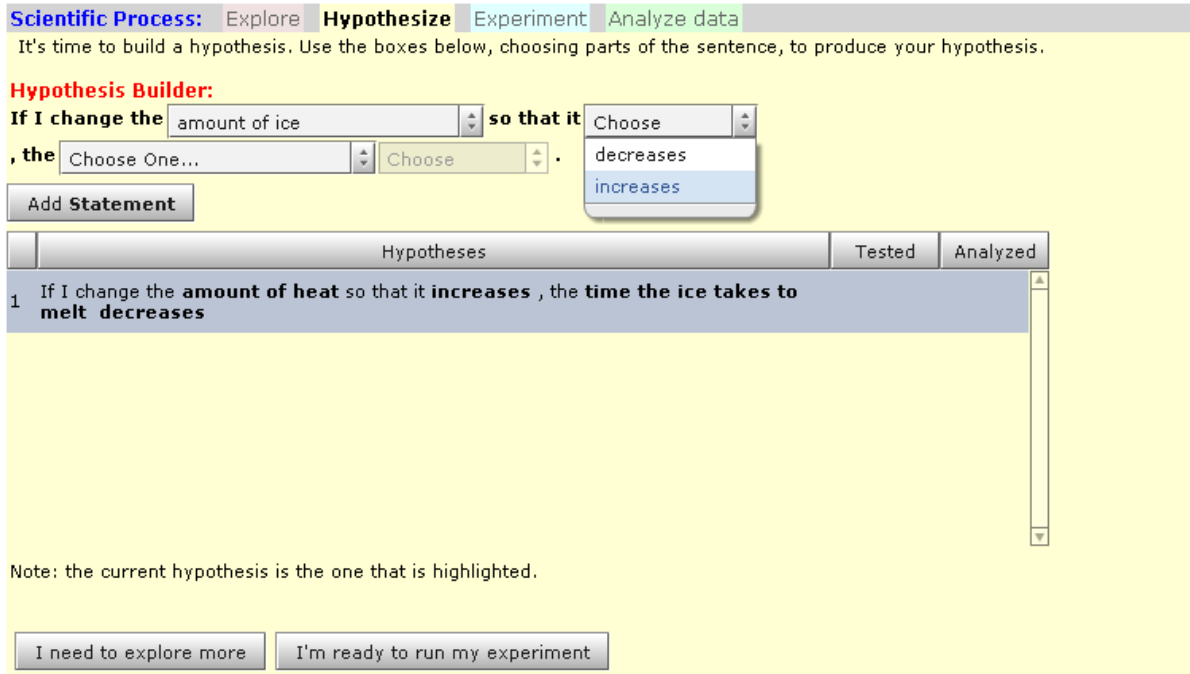 Scientific Process: Explore Hypothesize Experiment Analyze data
It's time to build a hypothesis. Use the boxes below, choosing parts of the sentence, to produce your hypothesis.
Hypothesis Builder:
If I change the amount of ice so that it Choose
decreases
increases
, the Choose One... Choose .
Add Statement
Hypotheses Tested Analyzed
1 If I change the amount of heat so that it increases , the time the ice takes to
melt decreases
Note: the current hypothesis is the one that is highlighted.
I need to explore more I'm ready to run my experiment